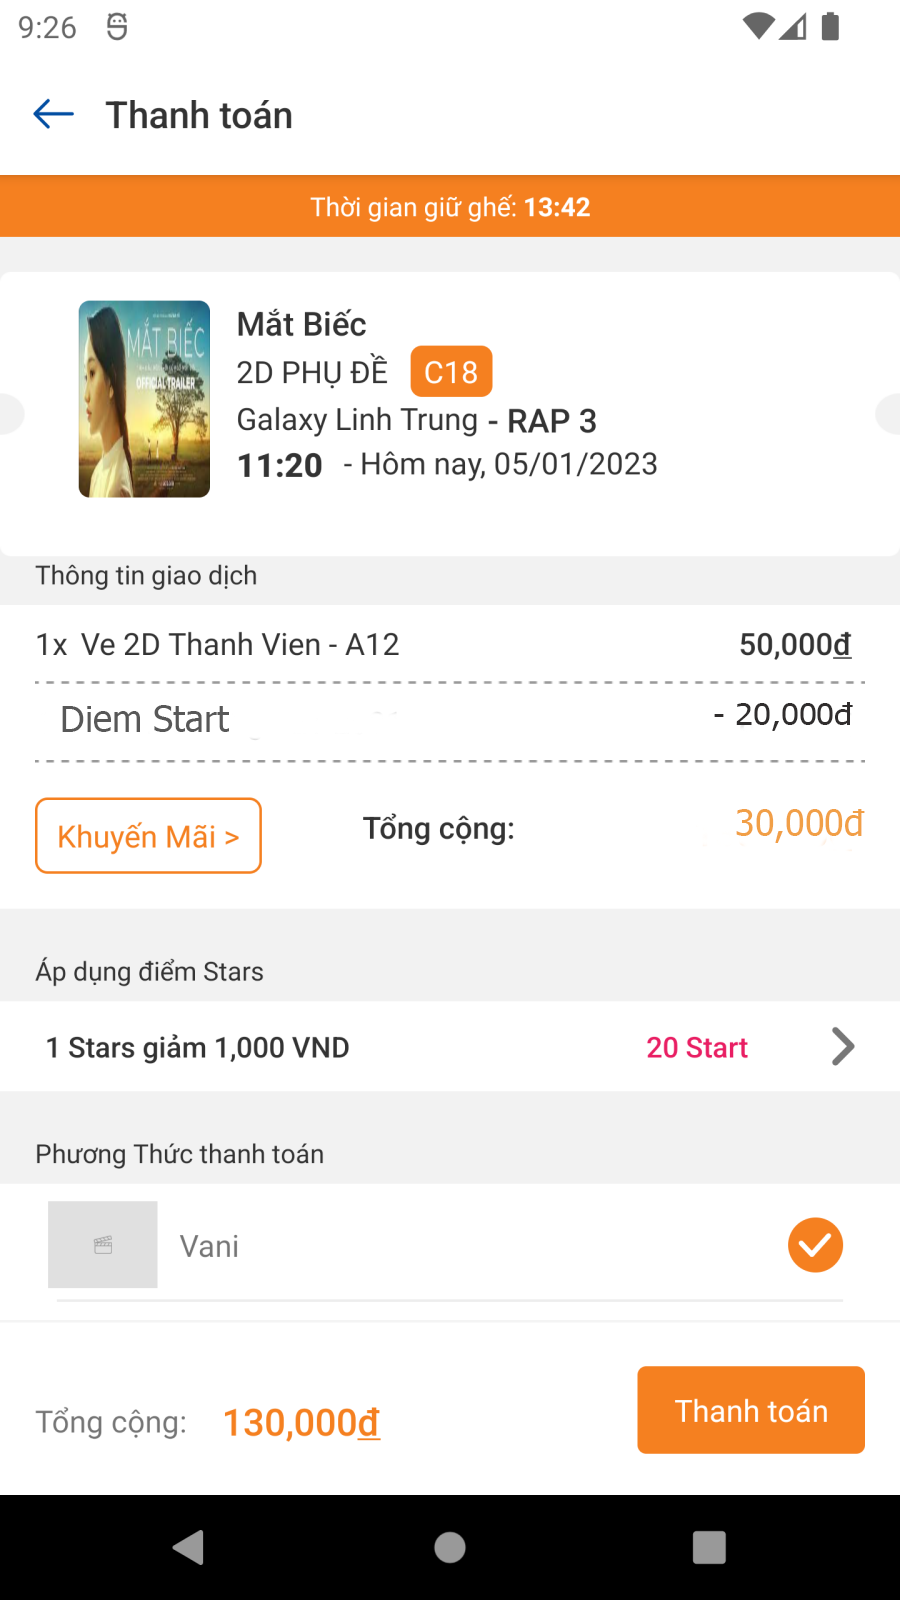 9:26
Thanh toán
Thời gian giữ ghế: 13:42
MẮT BIẾC
OFFICIAL TRAILER
Mắt Biếc
2D PHỤ ĐỀ C18
Galaxy Linh Trung - RAP 3
11:20 - Hôm nay, 05/01/2023
Thông tin giao dịch
1x Ve 2D Thanh Vien - A12 50,000đ
Diem Start - 20,000đ
Khuyến Mãi > Tổng cộng: 30,000đ
Áp dụng điểm Stars
1 Stars giảm 1,000 VND 20 Start
Phương Thức thanh toán
Vani
Tổng cộng: 130,000đ Thanh toán